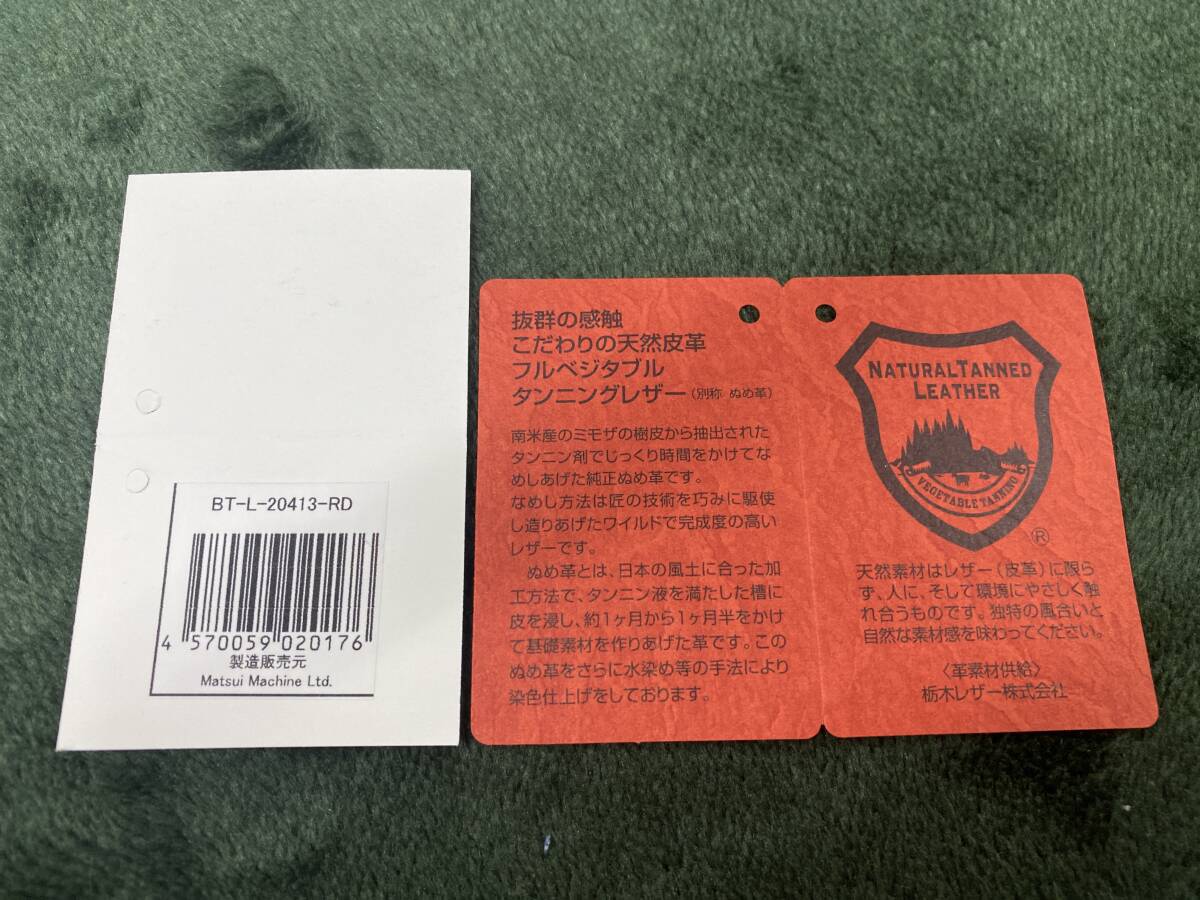 BT-L-20413-RD
4 570059 020176
製造販売元
Matsui Machine Ltd.
抜群の感触
こだわりの天然皮革
フルベジタブル
タンニングレザー（別称 ぬめ革）
南米産のミモザの樹皮から抽出された
タンニン剤でじっくり時間をかけてな
めしあげた純正ぬめ革です。
なめし方法は匠の技術を巧みに駆使
し造りあげたワイルドで完成度の高い
レザーです。
ぬめ革とは、日本の風土に合った加
工方法で、タンニン液を満たした槽に
皮を浸し、約1ヶ月から1ヶ月半をかけ
て基礎素材を作りあげた革です。この
ぬめ革をさらに水染め等の手法により
染色仕上げをしております。
NATURAL TANNED
LEATHER
VEGETABLE TANNING
®
天然素材はレザー（皮革）に限ら
ず、人に、そして環境にやさしく触
れ合うものです。独特の風合いと
自然な素材感を味わってください。
〈革素材供給〉
栃木レザー株式会社